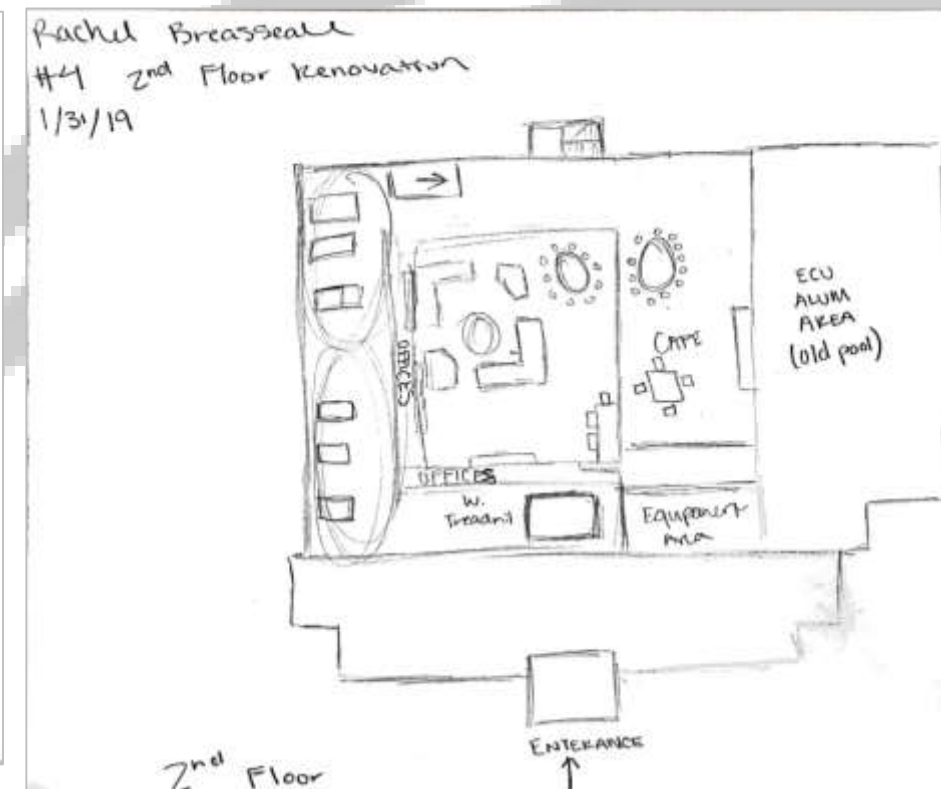 Rachel Breasseale
#4 2nd Floor Renovation
1/31/19
ECU
ALUM
AREA
(old pool)
CAFE
OFFICES
OFFICES
W.
Treadmil
Equipment
Area
ENTERANCE
2nd Floor